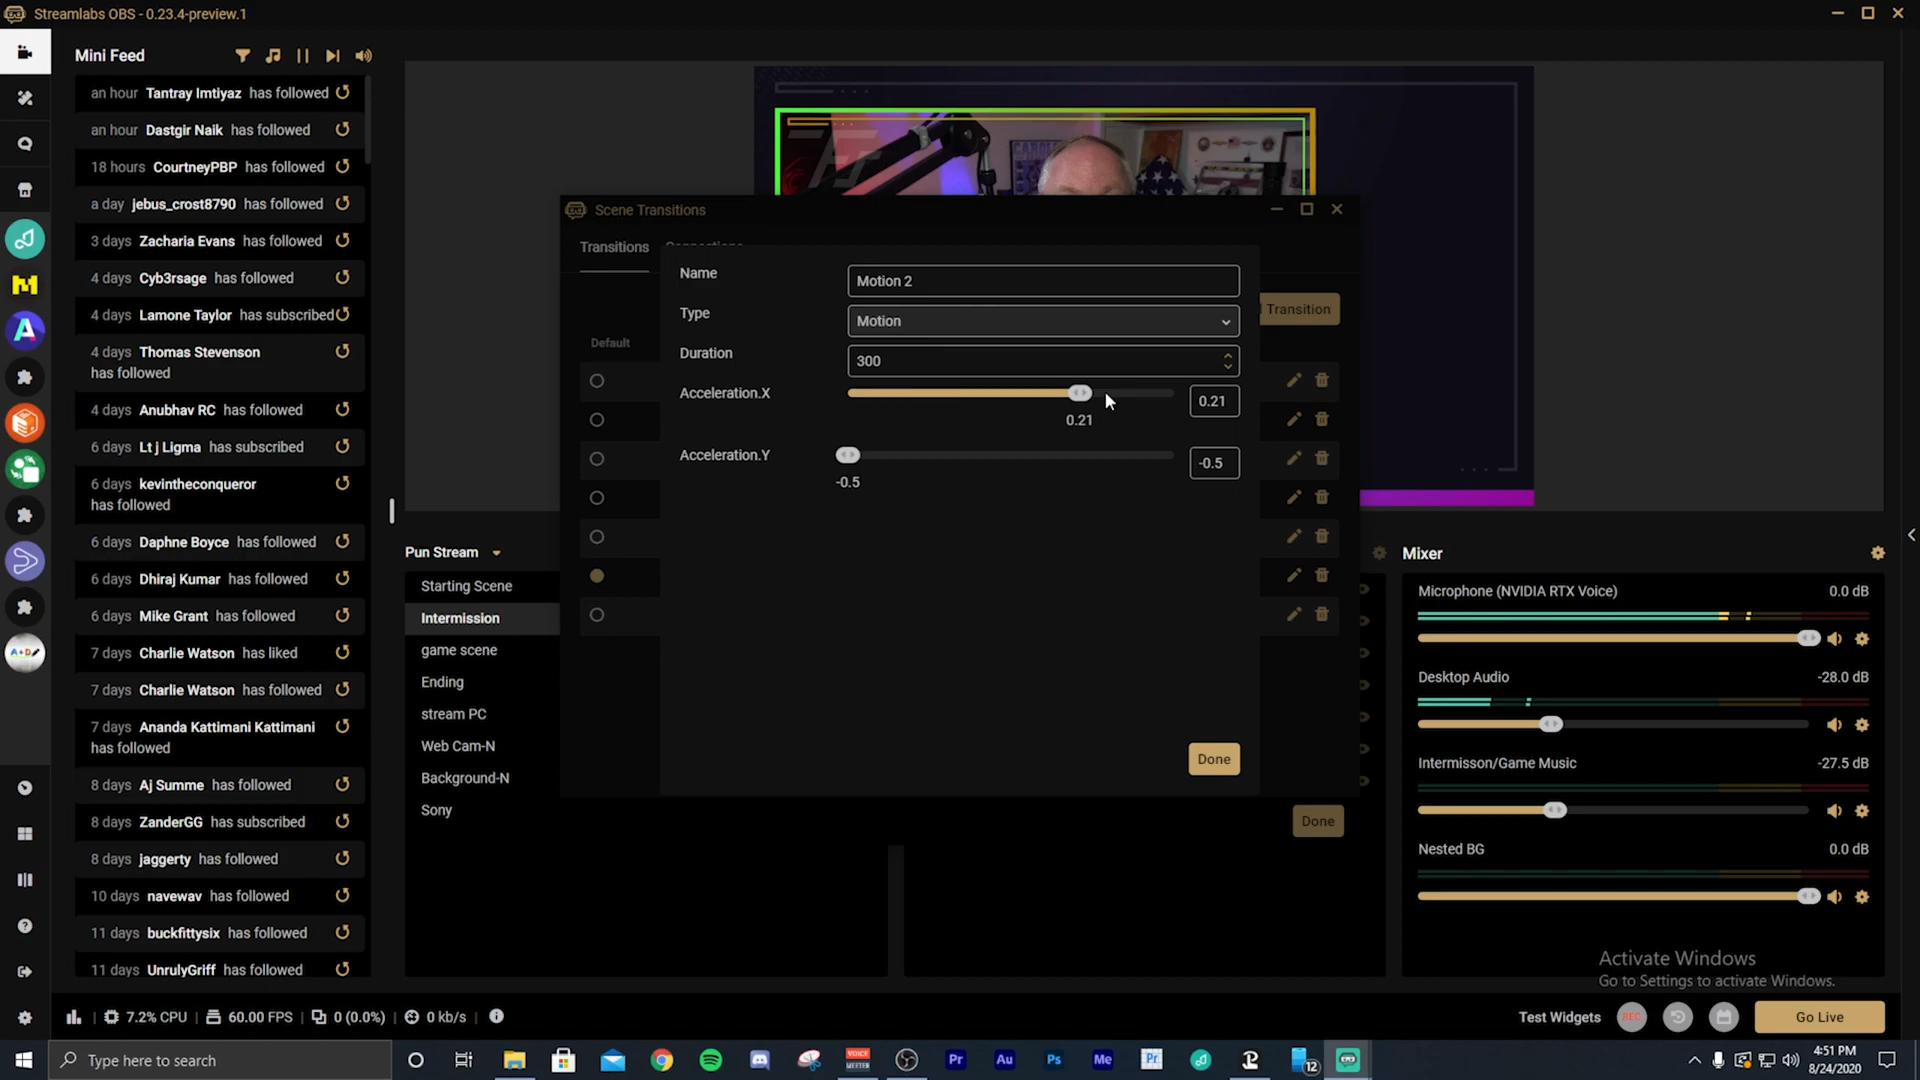 Streamlabs OBS - 0.23.4-preview.1
Mini Feed
an hour Tantray Imtiyaz has followed
an hour Dastgir Naik has followed
18 hours CourtneyPBP has followed
a day jebus_crost8790 has followed
3 days Zacharia Evans has followed
4 days Cyb3rsage has followed
4 days Lamone Taylor has subscribed
4 days Thomas Stevenson
has followed
4 days Anubhav RC has followed
6 days Lt j Ligma has subscribed
6 days kevintheconqueror
has followed
6 days Daphne Boyce has followed
6 days Dhiraj Kumar has followed
6 days Mike Grant has followed
7 days Charlie Watson has liked
7 days Charlie Watson has followed
7 days Ananda Kattimani Kattimani
has followed
8 days Aj Summe has followed
8 days ZanderGG has subscribed
8 days jaggerty has followed
10 days navewav has followed
11 days buckfittysix has followed
11 days UnrulyGriff has followed
Scene Transitions
Transitions Connections
Transition
Default
Name
Motion 2
Type
Motion
Duration
300
Acceleration.X
0.21
0.21
Acceleration.Y
-0.5
-0.5
Done
Done
Pun Stream
Starting Scene
Intermission
game scene
Ending
stream PC
Web Cam-N
Background-N
Sony
Mixer
Microphone (NVIDIA RTX Voice) 0.0 dB
Desktop Audio -28.0 dB
Intermisson/Game Music -27.5 dB
Nested BG 0.0 dB
Activate Windows
Go to Settings to activate Windows.
7.2% CPU 60.00 FPS 0 (0.0%) 0 kb/s
Test Widgets REC Go Live
Type here to search
VOICE
MEETER
Pr Au Ps Me Pr
12
4:51 PM
8/24/2020